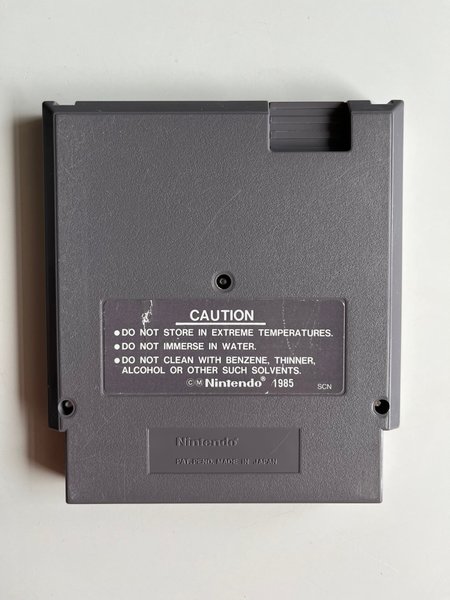 CAUTION
●DO NOT STORE IN EXTREME TEMPERATURES.
●DO NOT IMMERSE IN WATER.
●DO NOT CLEAN WITH BENZENE, THINNER,
ALCOHOL OR OTHER SUCH SOLVENTS.
©Ⓜ Nintendo® 1985 SCN
Nintendo®
PAT. PEND. MADE IN JAPAN